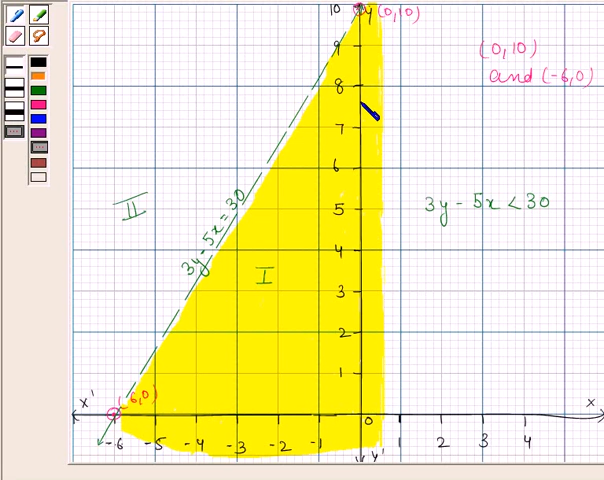 10 y (0,10)
(0,10)
9
and (-6,0)
8
7
6
II
5
3y-5x=30
3y-5x<30
4
I
3
2
1
x' (-6,0) 0 x
-6 -5 -4 -3 -2 -1 1 2 3 4
y'